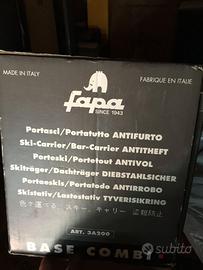 MADE IN ITALY
FABRIQUE EN ITALIE
fapa
SINCE 1943
Portasci/Portatutto ANTIFURTO
Ski-Carrier/Bar-Carrier ANTITHEFT
Porteski/Portetout ANTIVOL
Skiträger/Dachträger DIEBSTAHLSICHER
Portaeskis/Portatodo ANTIRROBO
Skistativ/Lastestativ TYVERISIKRING
ART. 3A200
BASE COMBI
subito